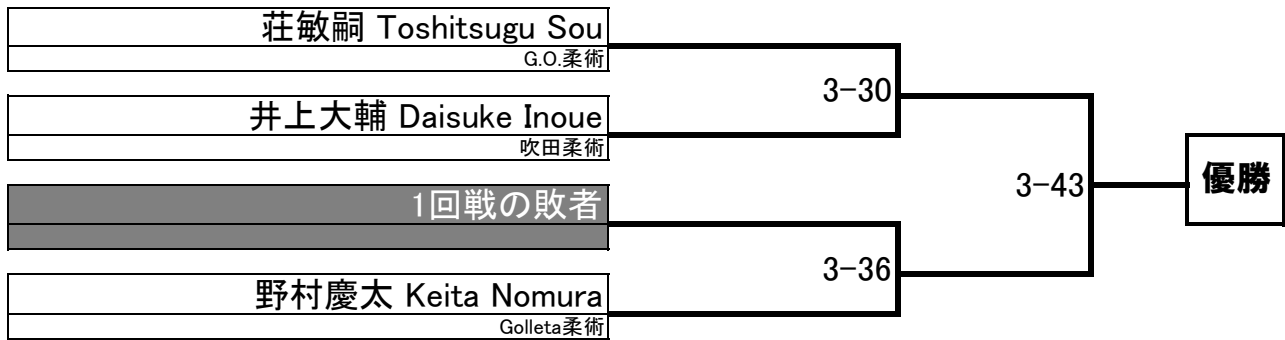 荘敏嗣 Toshitsugu Sou
G.O.柔術
3-30
井上大輔 Daisuke Inoue
吹田柔術
3-43
優勝
1回戦の敗者
3-36
野村慶太 Keita Nomura
Golleta柔術